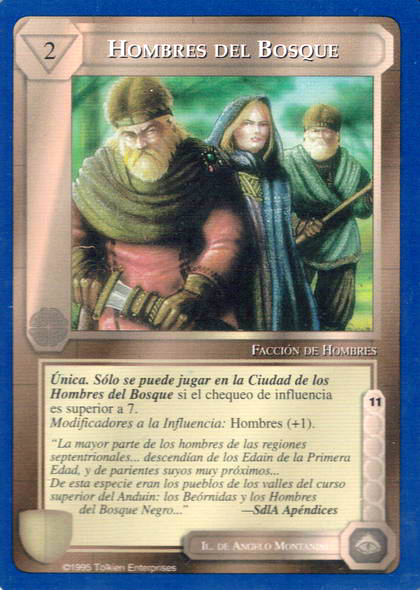 2
HOMBRES DEL BOSQUE
FACCIÓN DE HOMBRES
Única. Sólo se puede jugar en la Ciudad de los
Hombres del Bosque si el chequeo de influencia
es superior a 7.
Modificadores a la Influencia: Hombres (+1).
11
"La mayor parte de los hombres de las regiones
septentrionales... descendían de los Edain de la Primera
Edad, y de parientes suyos muy próximos...
De esta especie eran los pueblos de los valles del curso
superior del Anduin: los Beórnidas y los Hombres
del Bosque Negro..." —SdlA Apéndices
IL. DE ANGELO MONTANINI
©1995 Tolkien Enterprises